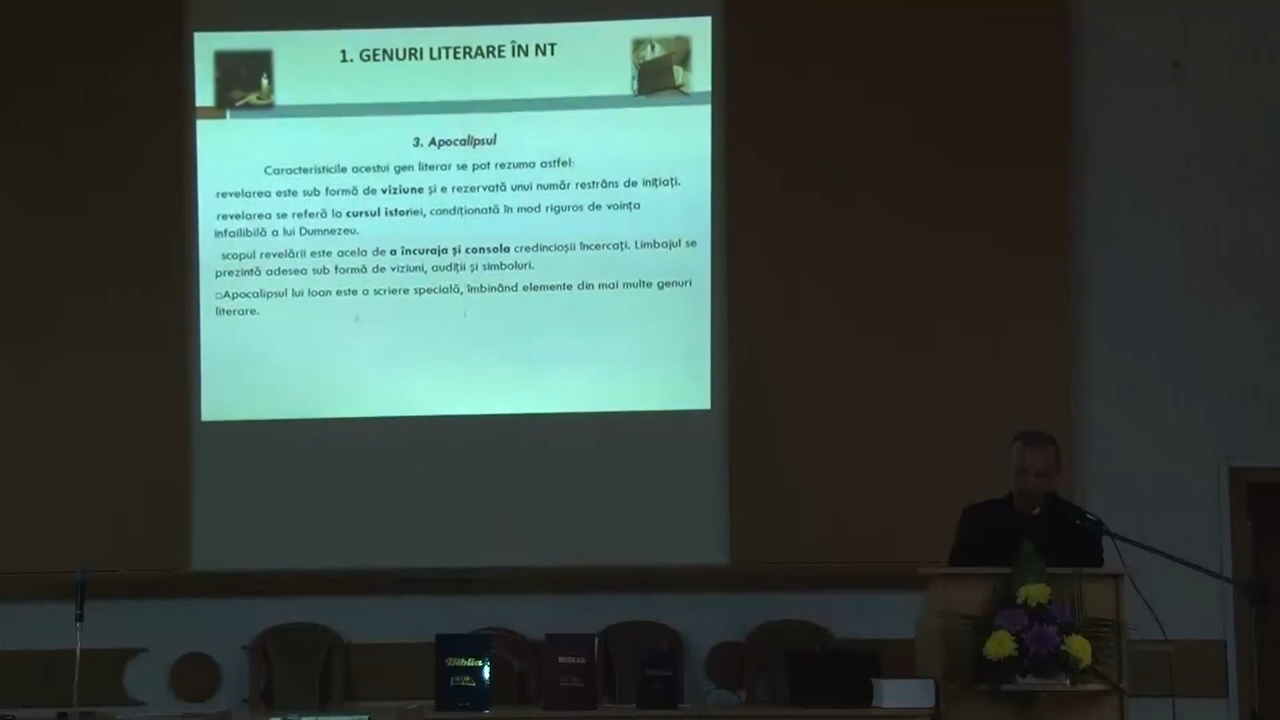 1. GENURI LITERARE ÎN NT
3. Apocalipsul
Caracteristicile acestui gen literar se pot rezuma astfel:
revelarea este sub formă de viziune și e rezervată unui număr restrâns de inițiați.
revelarea se referă la cursul istoriei, condiționată în mod riguros de voința
infailibilă a lui Dumnezeu.
scopul revelării este acela de a încuraja și consola credincioșii încercați. Limbajul se
prezintă adesea sub formă de viziuni, audiții și simboluri.
Apocalipsul lui Ioan este o scriere specială, îmbinând elemente din mai multe genuri
literare.
Biblia
BIBLIA